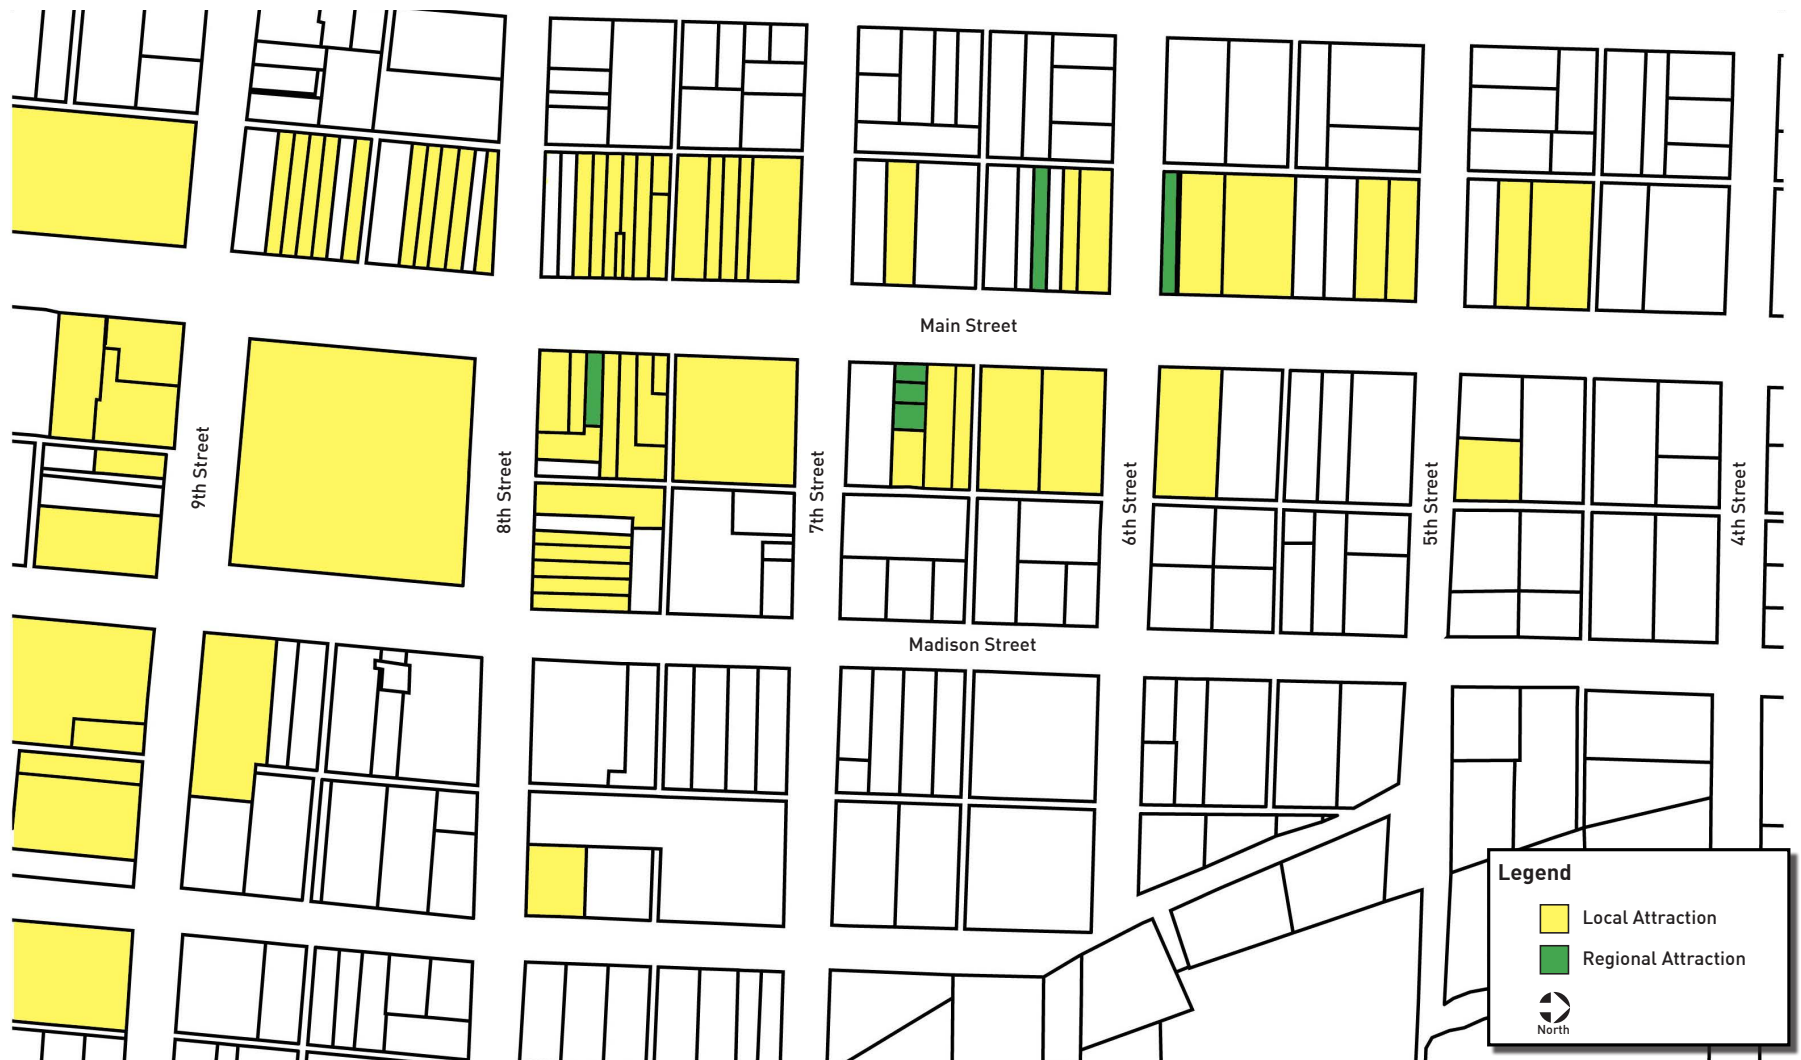 Main Street
9th Street
8th Street
7th Street
6th Street
5th Street
4th Street
Madison Street
Legend
Local Attraction
Regional Attraction
North